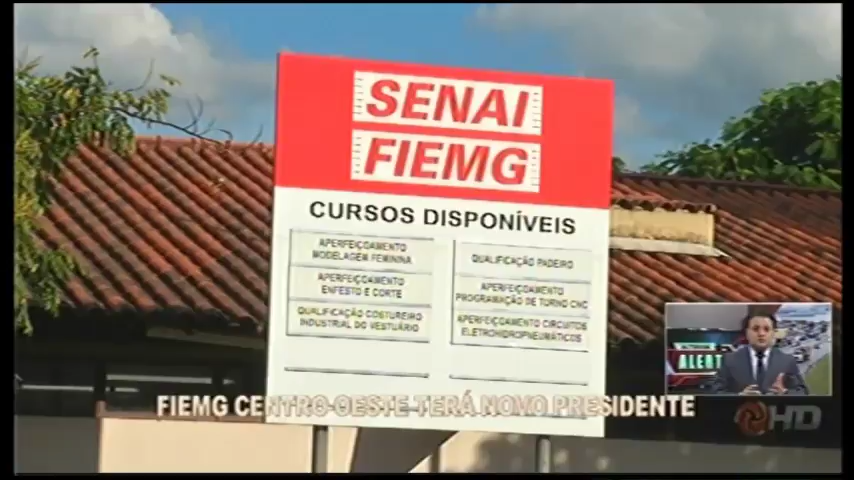 SENAI
FIEMG
CURSOS DISPONÍVEIS
APERFEIÇOAMENTO
MODELAGEM FEMININA
APERFEIÇOAMENTO
ENFESTO E CORTE
QUALIFICAÇÃO COSTUREIRO
INDUSTRIAL DO VESTUÁRIO
QUALIFICAÇÃO PADEIRO
APERFEIÇOAMENTO
PROGRAMAÇÃO DE TORNO CNC
APERFEIÇOAMENTO CIRCUITOS
ELETROHIDROPNEUMÁTICOS
ALERT
FIEMG CENTRO-OESTE TERÁ NOVO PRESIDENTE
HD